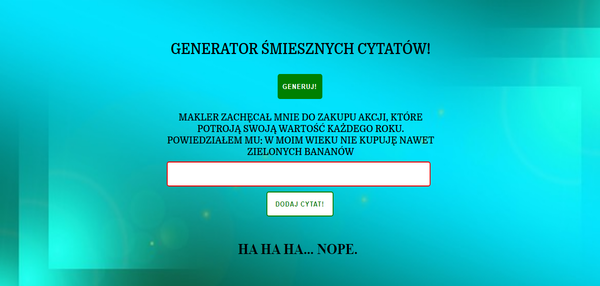 GENERATOR ŚMIESZNYCH CYTATÓW!
GENERUJ!
MAKLER ZACHĘCAŁ MNIE DO ZAKUPU AKCJI, KTÓRE
POTROJĄ SWOJĄ WARTOŚĆ KAŻDEGO ROKU.
POWIEDZIAŁEM MU: W MOIM WIEKU NIE KUPUJĘ NAWET
ZIELONYCH BANANÓW
DODAJ CYTAT!
HA HA HA... NOPE.